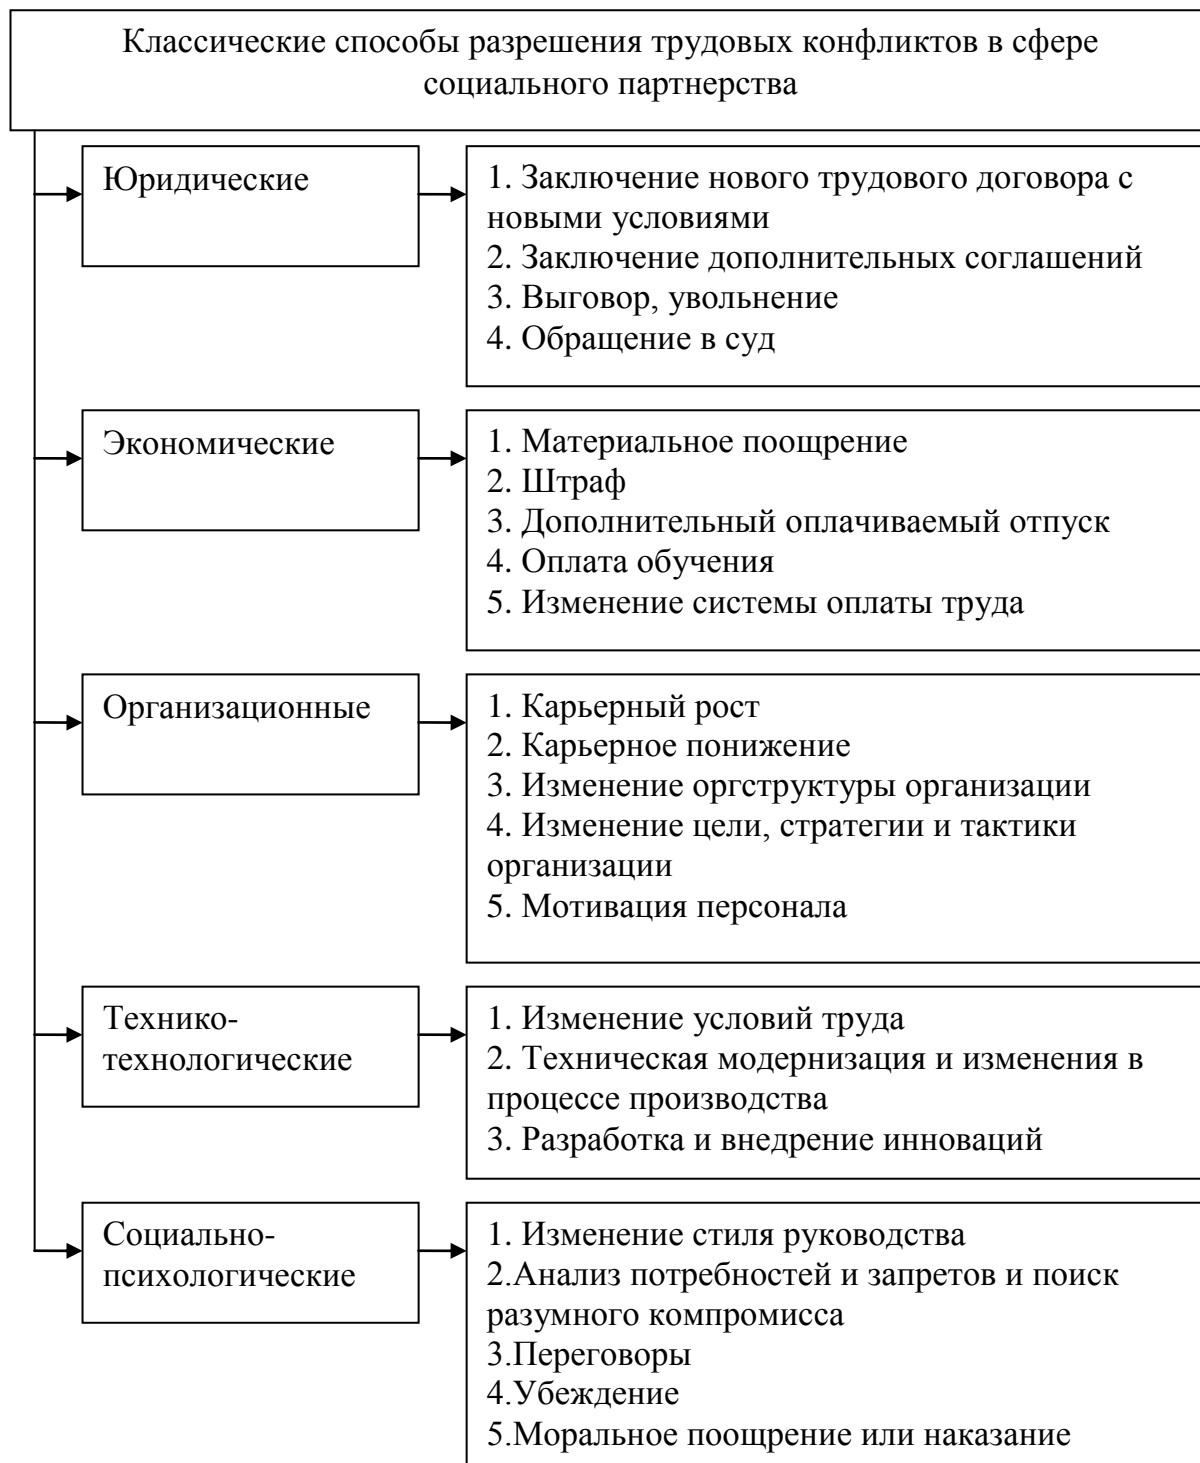 Классические способы разрешения трудовых конфликтов в сфере
социального партнерства
Юридические
1. Заключение нового трудового договора с
новыми условиями
2. Заключение дополнительных соглашений
3. Выговор, увольнение
4. Обращение в суд
Экономические
1. Материальное поощрение
2. Штраф
3. Дополнительный оплачиваемый отпуск
4. Оплата обучения
5. Изменение системы оплаты труда
Организационные
1. Карьерный рост
2. Карьерное понижение
3. Изменение оргструктуры организации
4. Изменение цели, стратегии и тактики
организации
5. Мотивация персонала
Технико-
технологические
1. Изменение условий труда
2. Техническая модернизация и изменения в
процессе производства
3. Разработка и внедрение инноваций
Социально-
психологические
1. Изменение стиля руководства
2.Анализ потребностей и запретов и поиск
разумного компромисса
3.Переговоры
4.Убеждение
5.Моральное поощрение или наказание